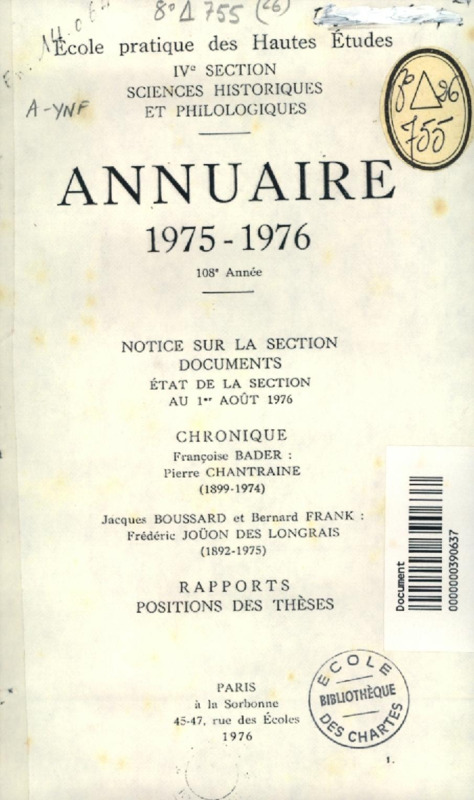 8° Δ 755 (26)
École pratique des Hautes Études
IVᵉ SECTION
SCIENCES HISTORIQUES
ET PHILOLOGIQUES
A-YNF
8° Δ 26
755
ANNUAIRE
1975-1976
108ᵉ Année
NOTICE SUR LA SECTION
DOCUMENTS
ÉTAT DE LA SECTION
AU 1ᵉʳ AOÛT 1976
CHRONIQUE
Françoise BADER :
Pierre CHANTRAINE
(1899-1974)
Jacques BOUSSARD et Bernard FRANK :
Frédéric JOÜON DES LONGRAIS
(1892-1975)
RAPPORTS
POSITIONS DES THÈSES
Document
0000000390637
PARIS
à la Sorbonne
45-47, rue des Écoles
1976
ÉCOLE
BIBLIOTHÈQUE
DES CHARTES
1.